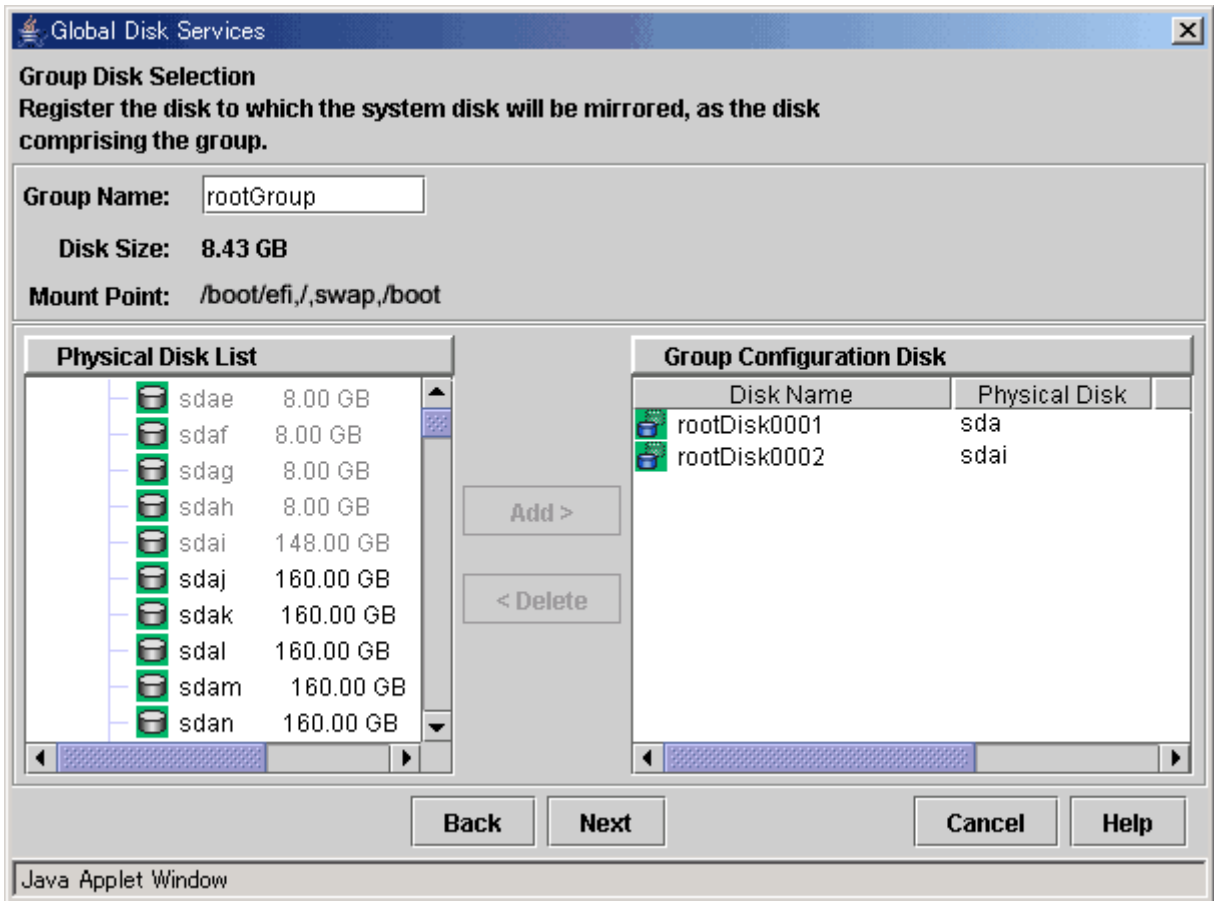 Global Disk Services
Group Disk Selection
Register the disk to which the system disk will be mirrored, as the disk
comprising the group.
Group Name: rootGroup
Disk Size: 8.43 GB
Mount Point: /boot/efi,/,swap,/boot
Physical Disk List
sdae 8.00 GB
sdaf 8.00 GB
sdag 8.00 GB
sdah 8.00 GB
sdai 148.00 GB
sdaj 160.00 GB
sdak 160.00 GB
sdal 160.00 GB
sdam 160.00 GB
sdan 160.00 GB
Add >
< Delete
Group Configuration Disk
Disk Name Physical Disk
rootDisk0001 sda
rootDisk0002 sdai
Back Next Cancel Help
Java Applet Window